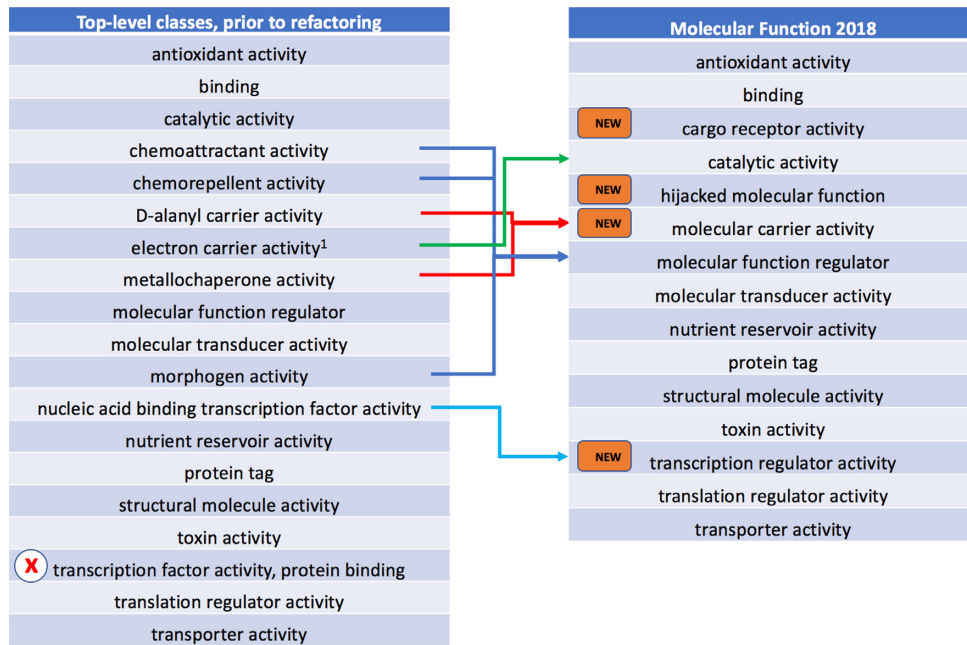 Top-level classes, prior to refactoring
antioxidant activity
binding
catalytic activity
chemoattractant activity
chemorepellent activity
D-alanyl carrier activity
electron carrier activity¹
metallochaperone activity
molecular function regulator
molecular transducer activity
morphogen activity
nucleic acid binding transcription factor activity
nutrient reservoir activity
protein tag
structural molecule activity
toxin activity
X transcription factor activity, protein binding
translation regulator activity
transporter activity
Molecular Function 2018
antioxidant activity
binding
NEW cargo receptor activity
catalytic activity
NEW hijacked molecular function
NEW molecular carrier activity
molecular function regulator
molecular transducer activity
nutrient reservoir activity
protein tag
structural molecule activity
toxin activity
NEW transcription regulator activity
translation regulator activity
transporter activity